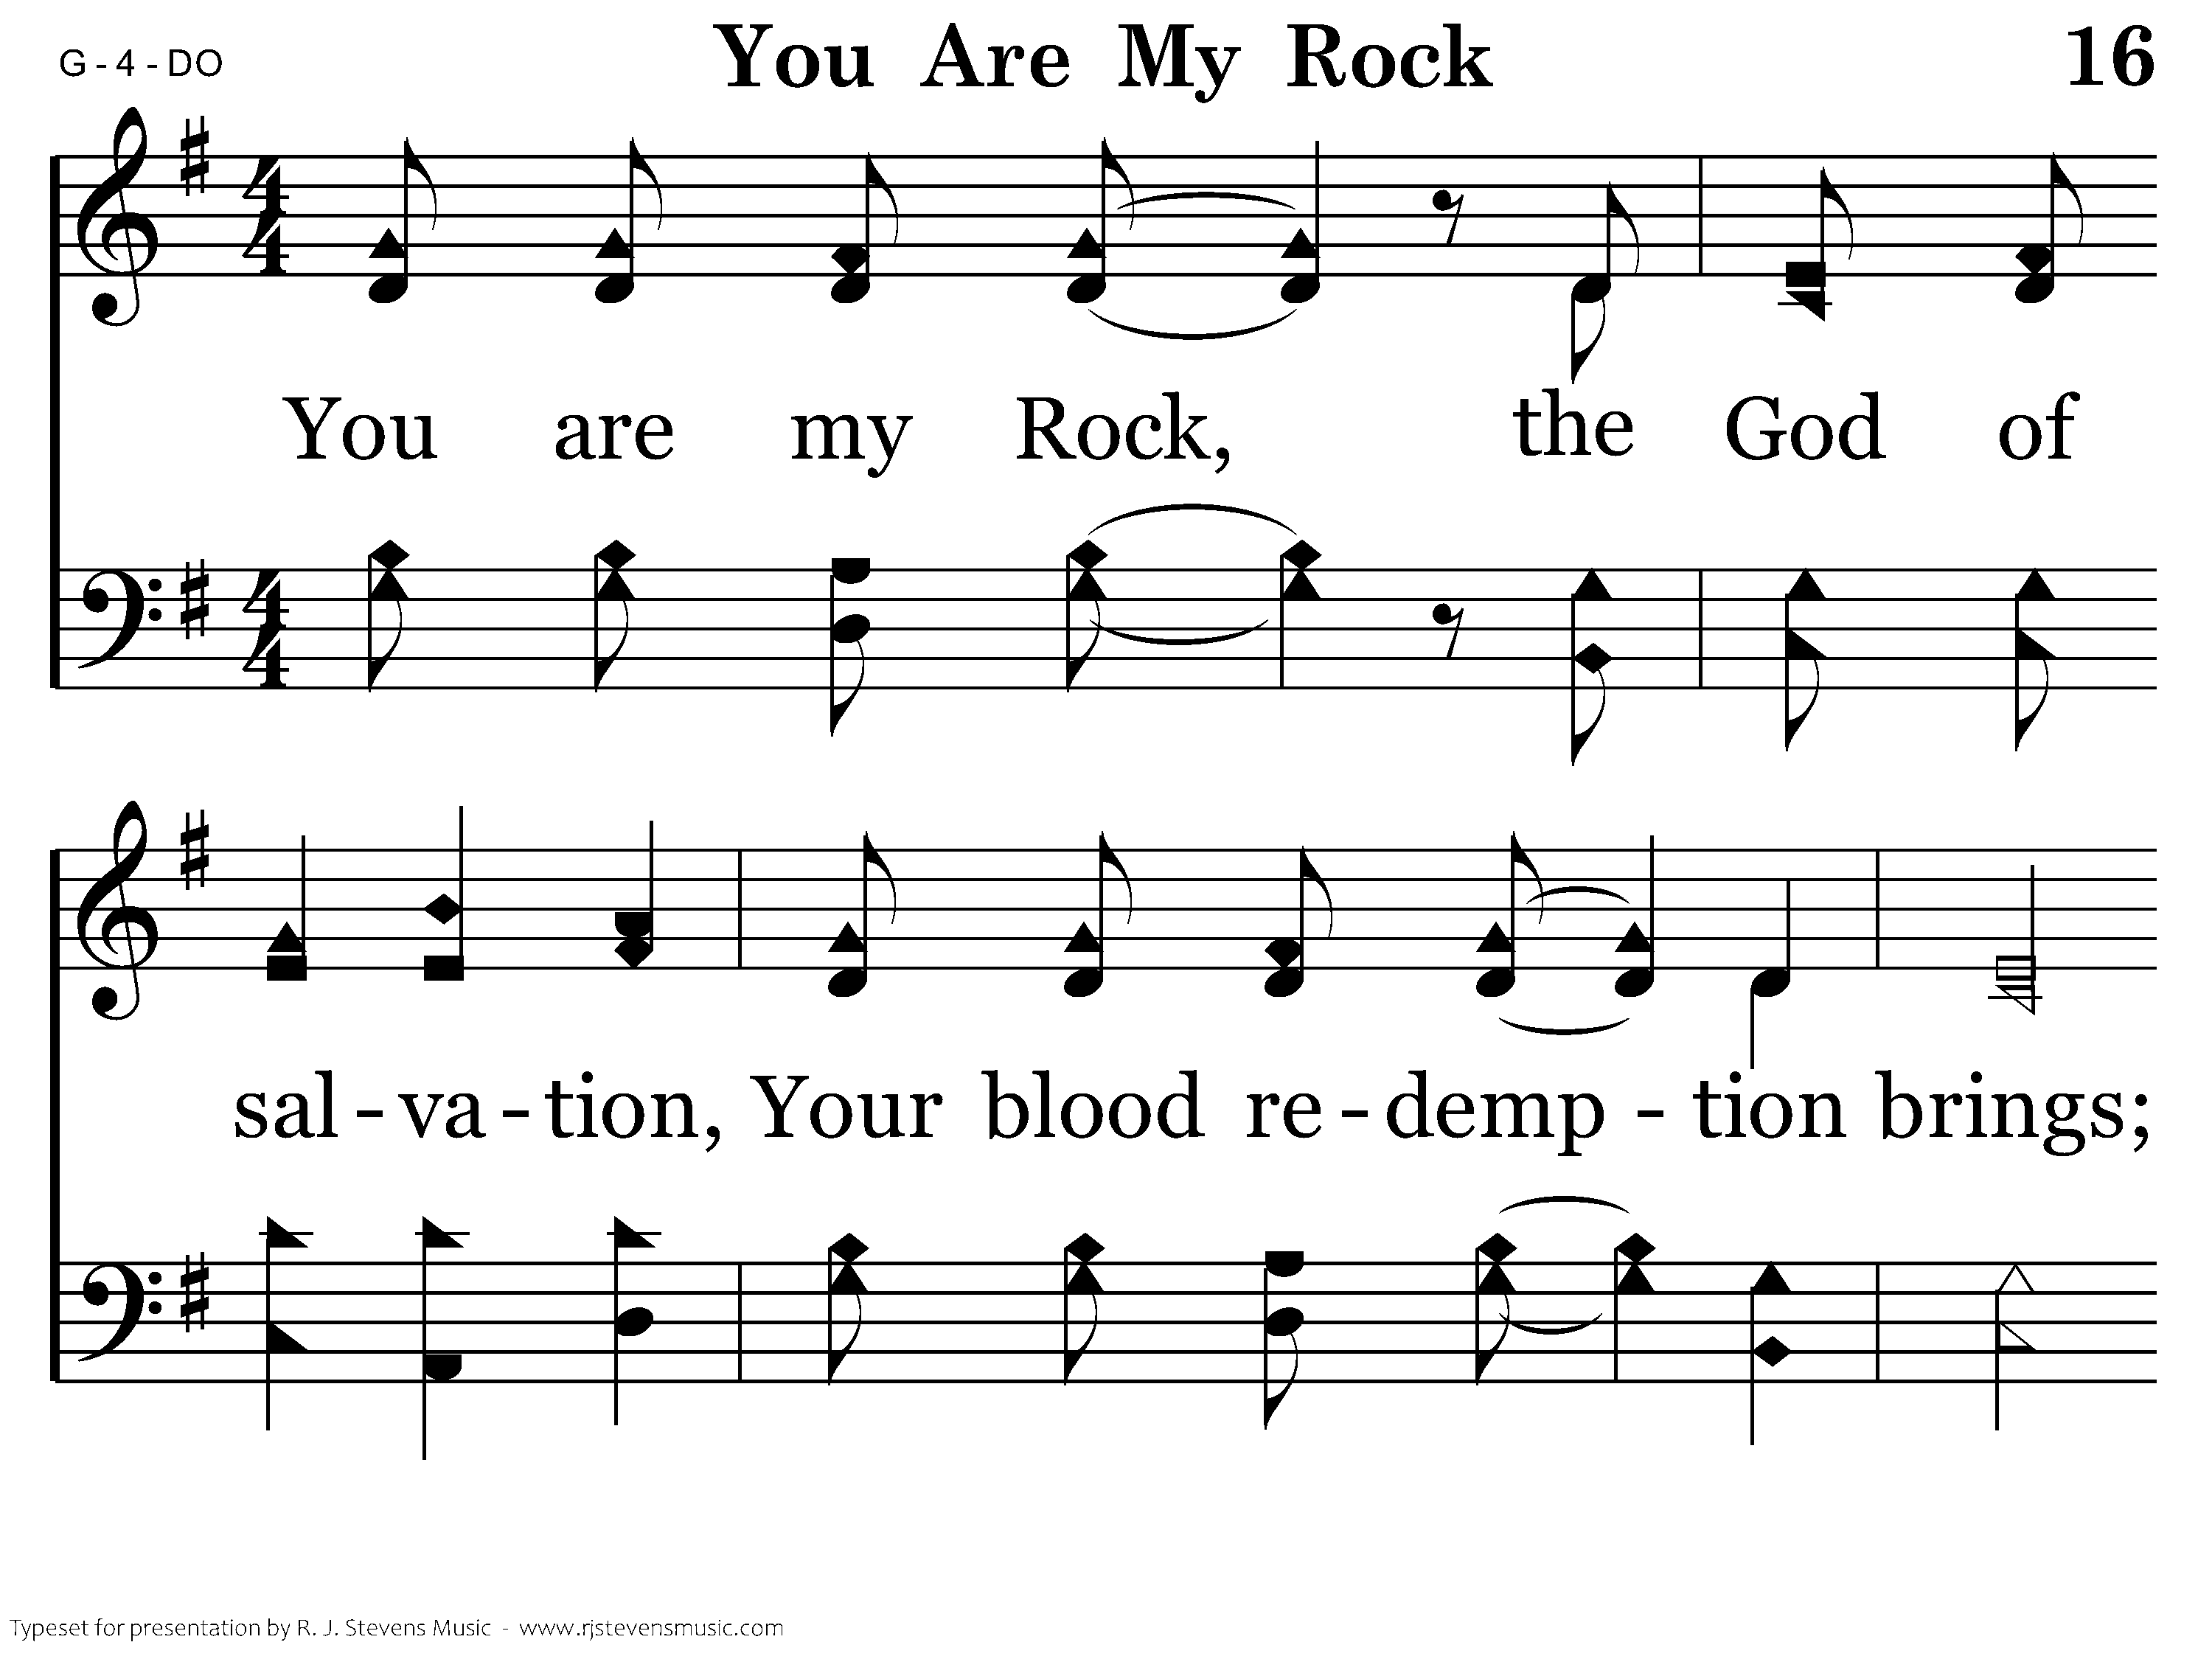 G - 4 - DO
You Are My Rock
16
You are my Rock, the God of
sal - va - tion, Your blood re - demp - tion brings;
Typeset for presentation by R. J. Stevens Music - www.rjstevensmusic.com